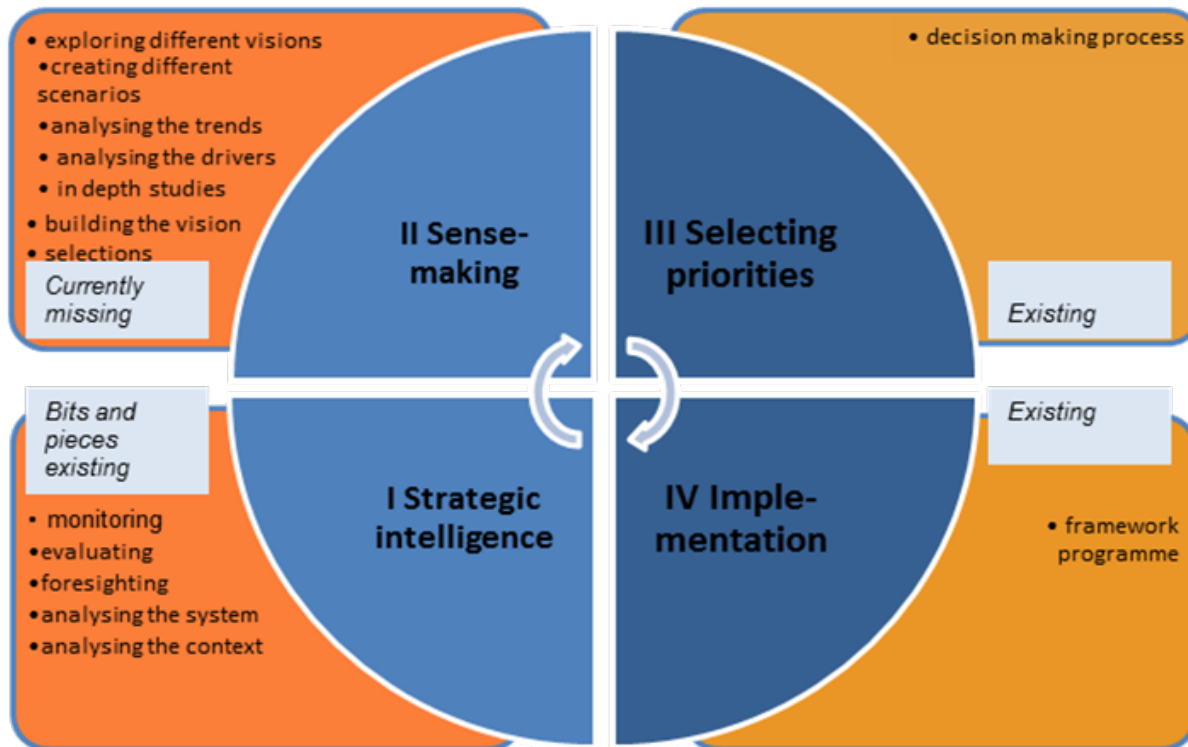 • exploring different visions
•creating different
scenarios
•analysing the trends
• analysing the drivers
• in depth studies
• building the vision
• selections
Currently
missing
• decision making process
Existing
II Sense-
making
III Selecting
priorities
Bits and
pieces
existing
• monitoring
•evaluating
•foresighting
•analysing the system
•analysing the context
I Strategic
intelligence
IV Imple-
mentation
Existing
• framework
programme